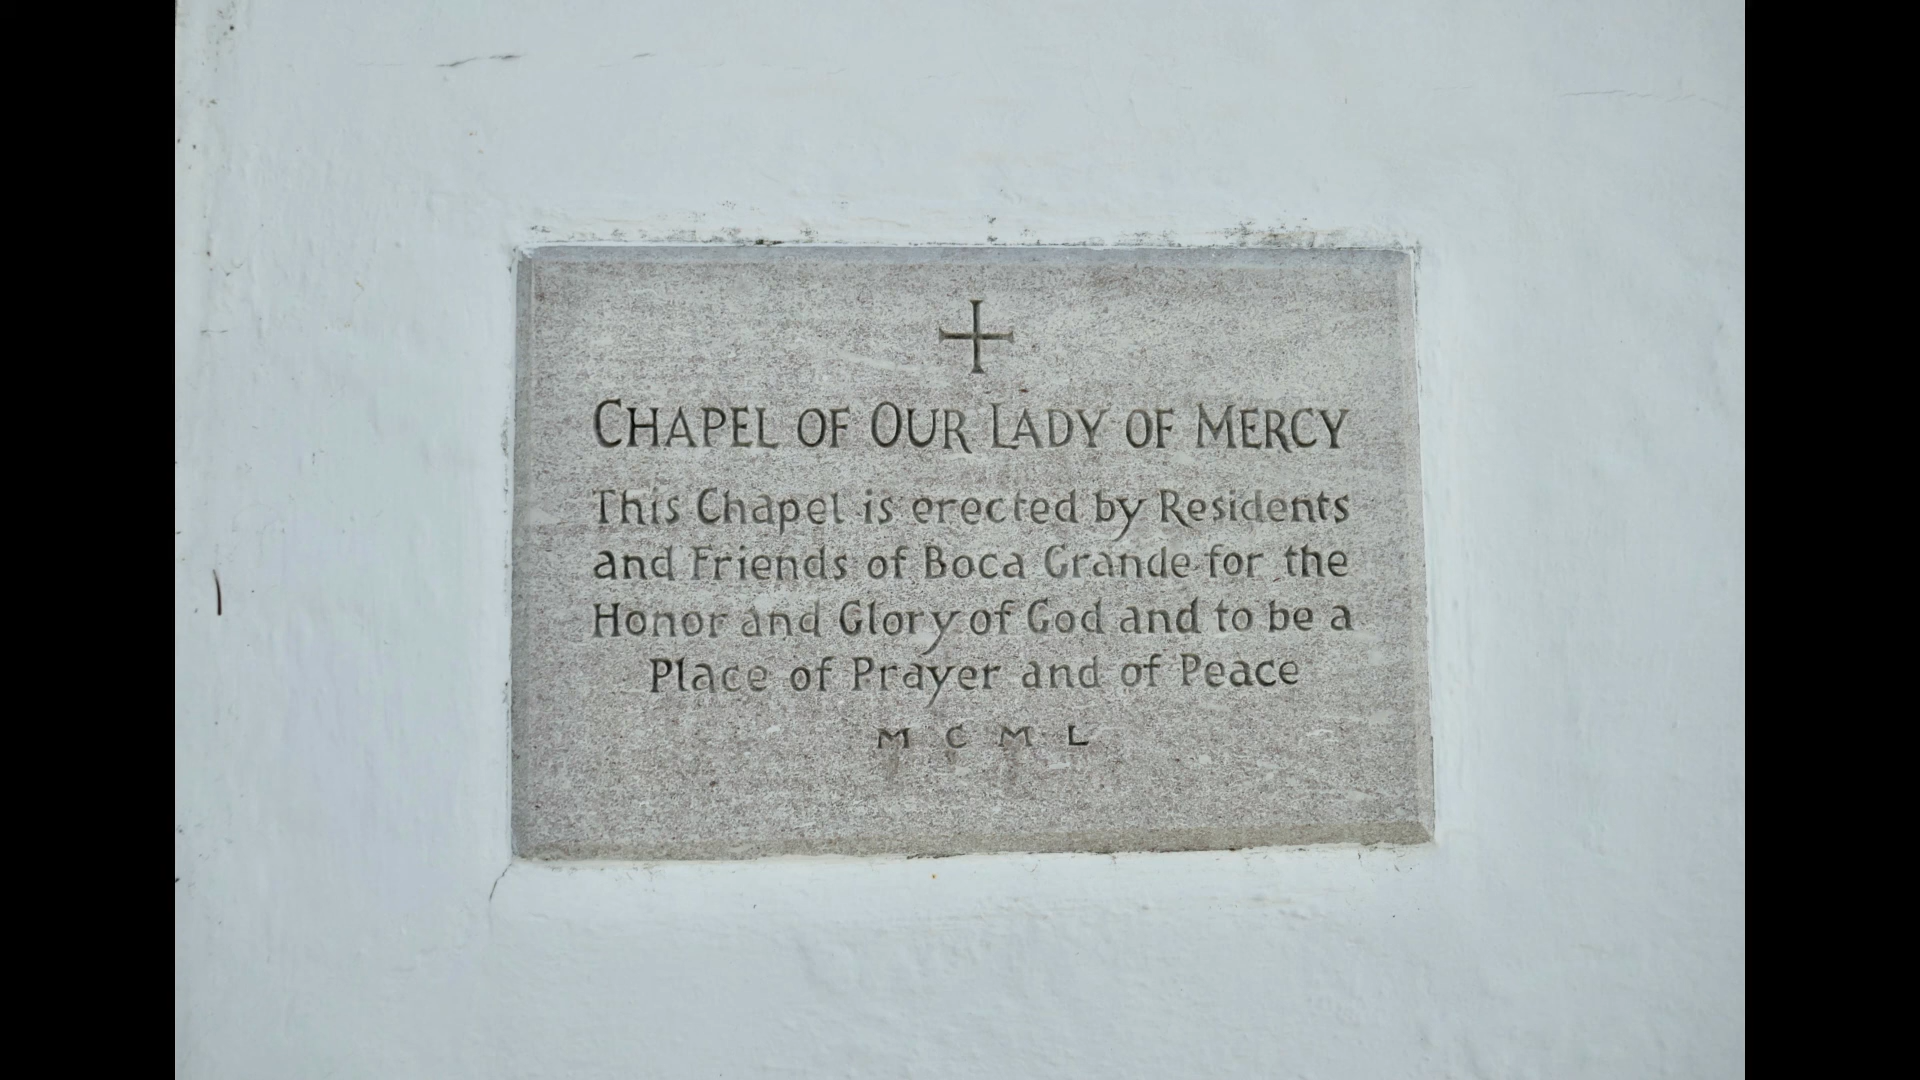 CHAPEL OF OUR LADY OF MERCY
This Chapel is erected by Residents
and Friends of Boca Grande for the
Honor and Glory of God and to be a
Place of Prayer and of Peace
M C M L